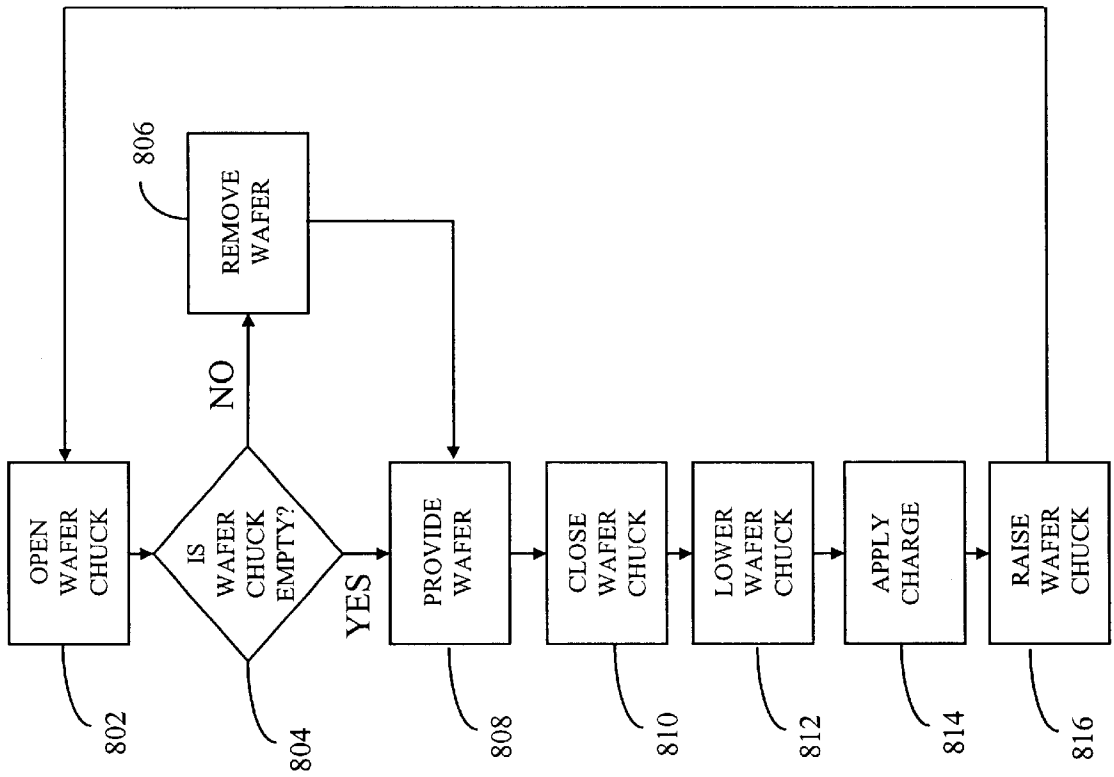 OPEN
WAFER
CHUCK
802
IS
WAFER
CHUCK
EMPTY?
804
NO
REMOVE
WAFER
806
YES
PROVIDE
WAFER
808
CLOSE
WAFER
CHUCK
810
LOWER
WAFER
CHUCK
812
APPLY
CHARGE
814
RAISE
WAFER
CHUCK
816